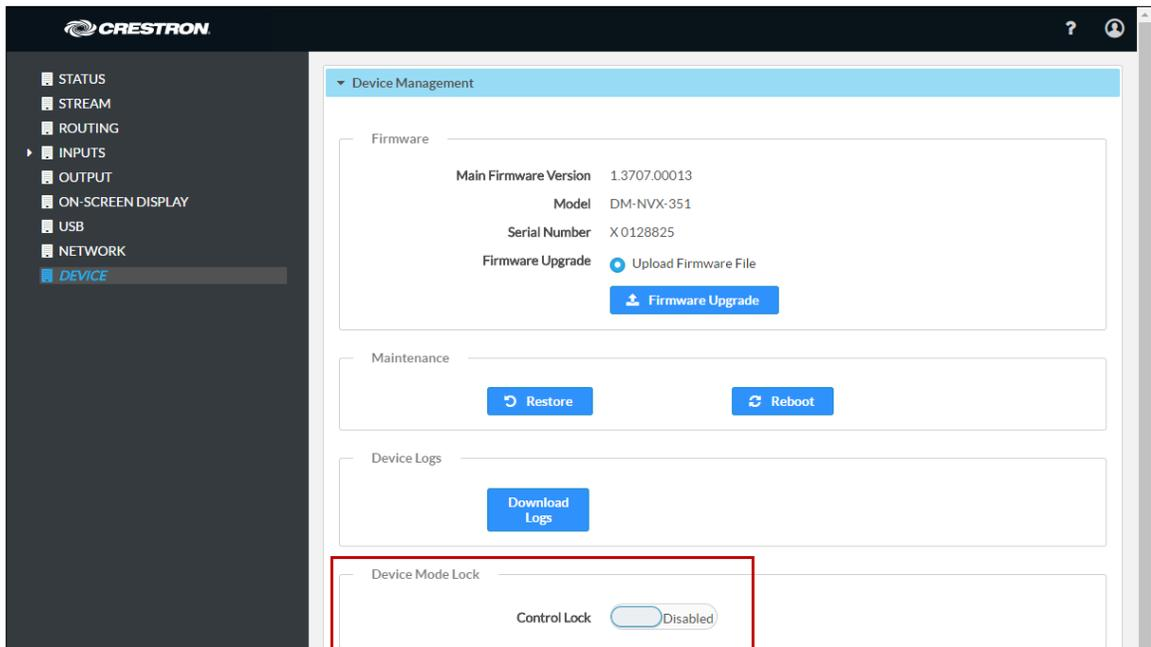 CRESTRON
?
STATUS
STREAM
ROUTING
INPUTS
OUTPUT
ON-SCREEN DISPLAY
USB
NETWORK
DEVICE
Device Management
Firmware
Main Firmware Version 1.3707.00013
Model DM-NVX-351
Serial Number X 0128825
Firmware Upgrade Upload Firmware File
Firmware Upgrade
Maintenance
Restore Reboot
Device Logs
Download
Logs
Device Mode Lock
Control Lock Disabled